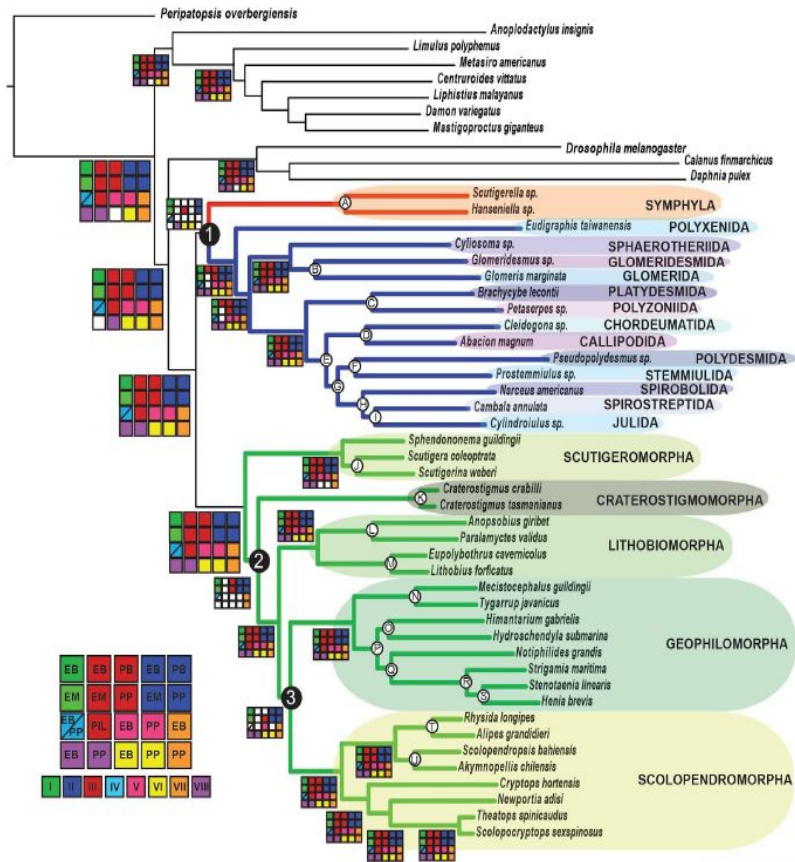 Peripatopsis overbergiensis
Anoplodactylus insignis
Limulus polyphemus
Metasiro americanus
Centruroides vittatus
Liphistius malayanus
Damon variegatus
Mastigoproctus giganteus
Drosophila melanogaster
Calanus finmarchicus
Daphnia pulex
Scutigerella sp.
A
Hanseniella sp.
SYMPHYLA
1
Eudigraphis taiwanensis POLYXENIDA
Cyliosoma sp. SPHAEROTHERIIDA
Glomeridesmus sp. GLOMERIDESMIDA
B
Glomeris marginata GLOMERIDA
Brachycybe lecontii PLATYDESMIDA
C
Petaserpes sp. POLYZONIIDA
Cleidogona sp. CHORDEUMATIDA
D
Abacion magnum CALLIPODIDA
E
Pseudopolydesmus sp. POLYDESMIDA
F
Prostemmiulus sp. STEMMIULIDA
G
Narceus americanus SPIROBOLIDA
H
Cambala annulata SPIROSTREPTIDA
I
Cylindroiulus sp. JULIDA
Sphendononema guildingii
Scutigera coleoptrata
SCUTIGEROMORPHA
J
Scutigerina weberi
Craterostigmus crabilli
K
CRATEROSTIGMOMORPHA
Craterostigmus tasmanianus
Anopsobius giribet
L
Paralamyctes validus
LITHOBIOMORPHA
2
Eupolybothrus cavernicolus
M
Lithobius forficatus
Mecistocephalus guildingii
N
Tygarrup javanicus
Himantarium gabrielis
O
Hydroschendyla submarina
GEOPHILOMORPHA
P
Notiphilides grandis
Q
Strigamia maritima
R
Stenotaenia linearis
S
Henia brevis
3
Rhysida longipes
T
Alipes grandidieri
Scolopendropsis bahiensis
U
Akymnopellis chilensis
SCOLOPENDROMORPHA
Cryptops hortensis
Newportia adisi
Theatops spinicaudus
Scolopocryptops sexspinosus
EB EB PB EB PB
EM EM PP EM PP
EB/PP PIL EB PP EB
EB PP EB PP PP
I II III IV V VI VII VIII